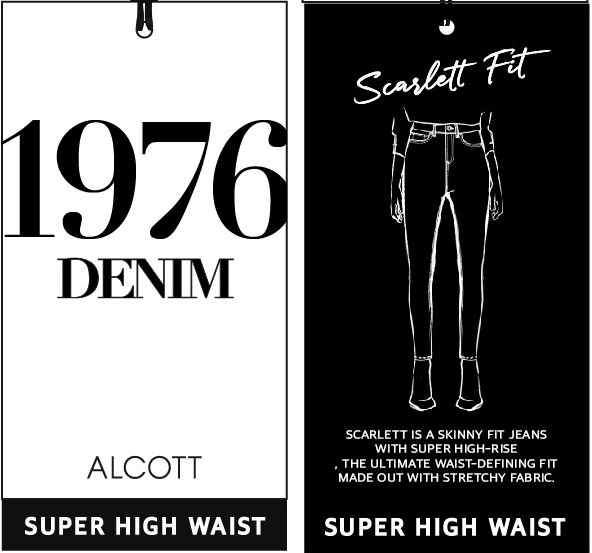 1976
DENIM
ALCOTT
SUPER HIGH WAIST
Scarlett Fit
SCARLETT IS A SKINNY FIT JEANS
WITH SUPER HIGH-RISE
, THE ULTIMATE WAIST-DEFINING FIT
MADE OUT WITH STRETCHY FABRIC.
SUPER HIGH WAIST